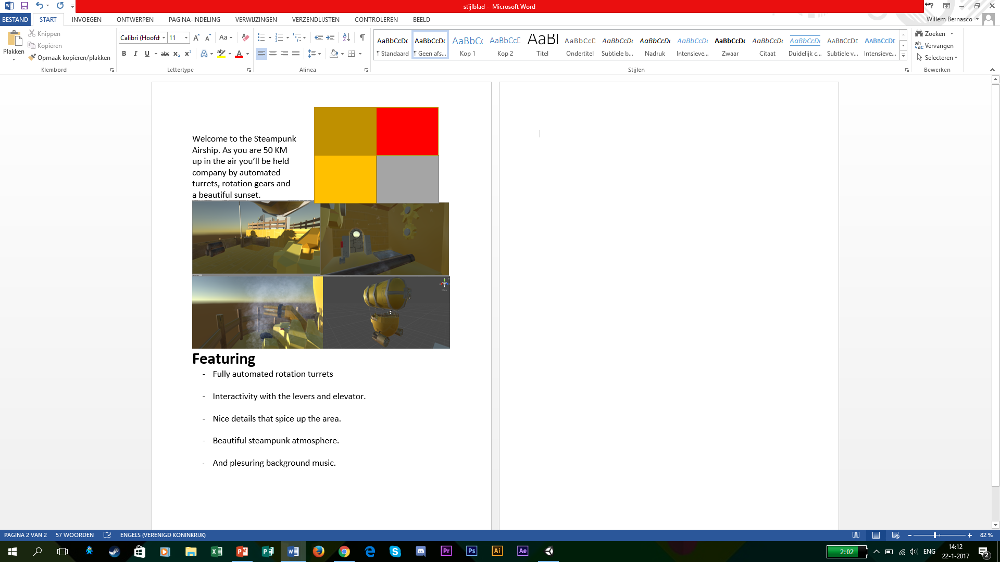 stijlblad - Microsoft Word
BESTAND START INVOEGEN ONTWERPEN PAGINA-INDELING VERWIJZINGEN VERZENDLIJSTEN CONTROLEREN BEELD
Willem Bernasco
Plakken
Knippen
Kopiëren
Opmaak kopiëren/plakken
Klembord
Calibri (Hoofd 11
Lettertype
Alinea
AaBbCcDc AaBbCcDc AaBbCc AaBbCcD AaBl AaBbCcD AaBbCcDc AaBbCcDc AaBbCcDc AaBbCcDc AaBbCcDc AaBbCcDc AABBCCDE AABBCCDE
¶ Standaard ¶ Geen afs... Kop 1 Kop 2 Titel Ondertitel Subtiele b... Nadruk Intensieve... Zwaar Citaat Duidelijk c... Subtiele v... Intensieve...
Stijlen
Zoeken
Vervangen
Selecteren
Bewerken
Welcome to the Steampunk
Airship. As you are 50 KM
up in the air you’ll be held
company by automated
turrets, rotation gears and
a beautiful sunset.
Featuring
- Fully automated rotation turrets
- Interactivity with the levers and elevator.
- Nice details that spice up the area.
- Beautiful steampunk atmosphere.
- And plesuring background music.
PAGINA 2 VAN 2 57 WOORDEN ENGELS (VERENIGD KONINKRIJK)
82 %
2:02
ENG
14:12
22-1-2017
2